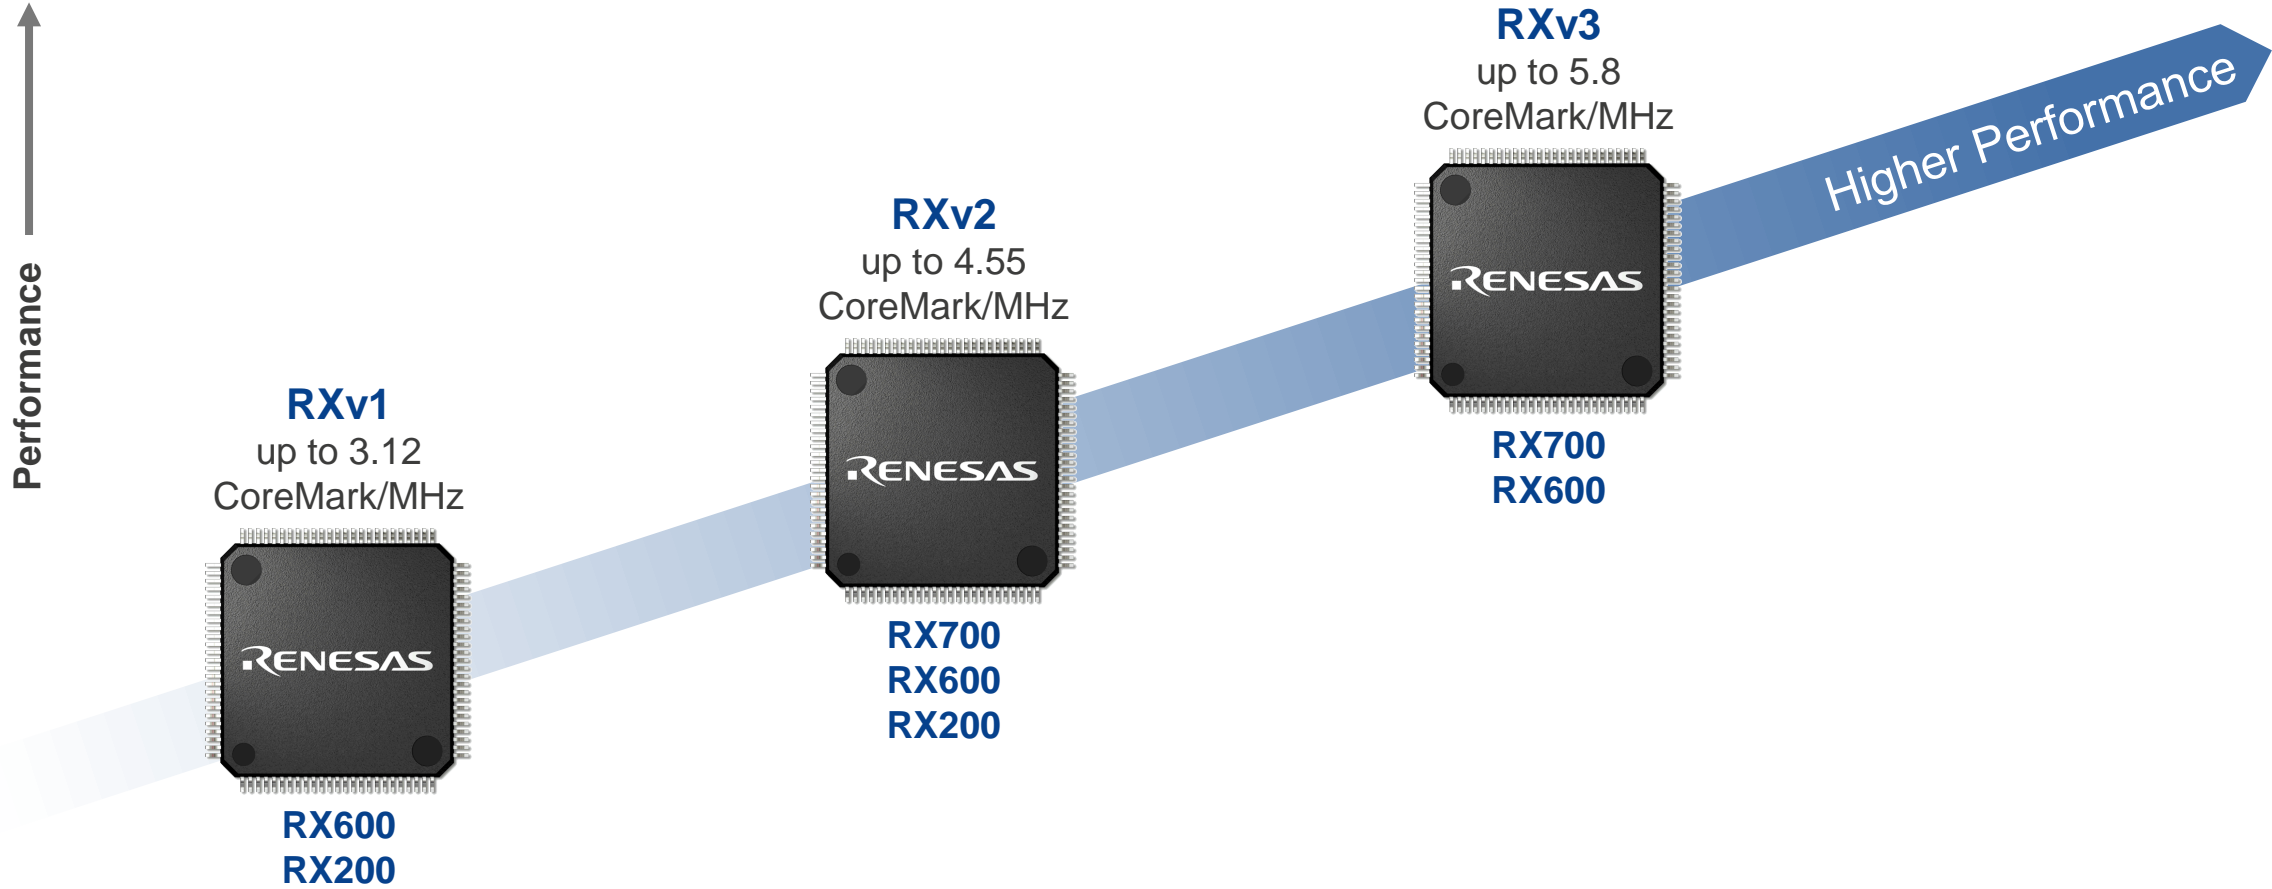 Performance
RXv1
up to 3.12
CoreMark/MHz
RENESAS
RX600
RX200
RXv2
up to 4.55
CoreMark/MHz
RENESAS
RX700
RX600
RX200
RXv3
up to 5.8
CoreMark/MHz
RENESAS
RX700
RX600
Higher Performance